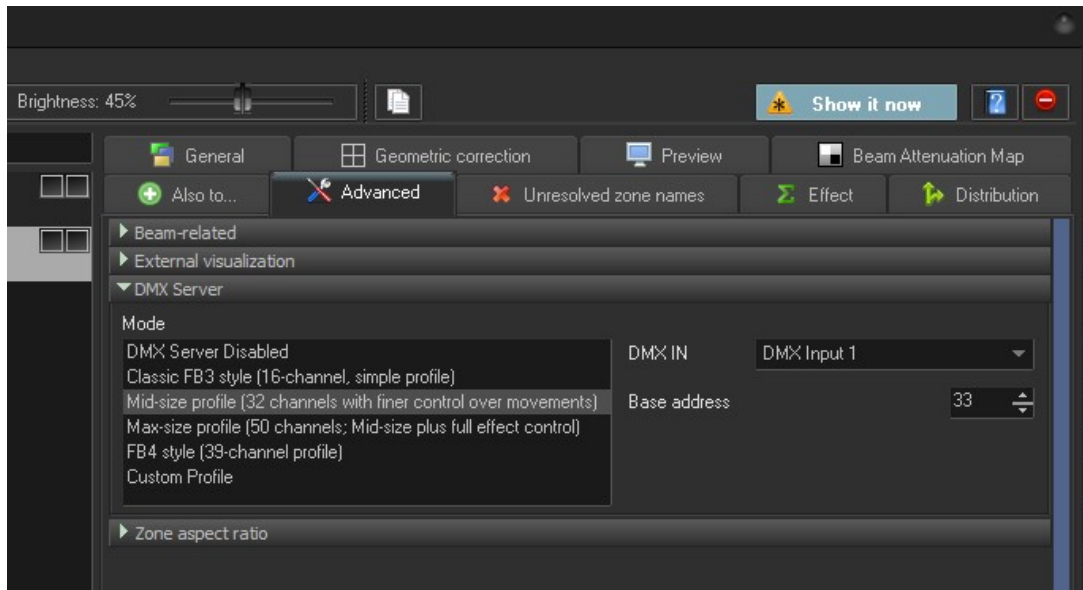 Brightness: 45%
Show it now
General
Geometric correction
Preview
Beam Attenuation Map
Also to...
Advanced
Unresolved zone names
Effect
Distribution
Beam-related
External visualization
DMX Server
Mode
DMX Server Disabled
Classic FB3 style (16-channel, simple profile)
Mid-size profile (32 channels with finer control over movements)
Max-size profile (50 channels; Mid-size plus full effect control)
FB4 style (39-channel profile)
Custom Profile
DMX IN
DMX Input 1
Base address
33
Zone aspect ratio